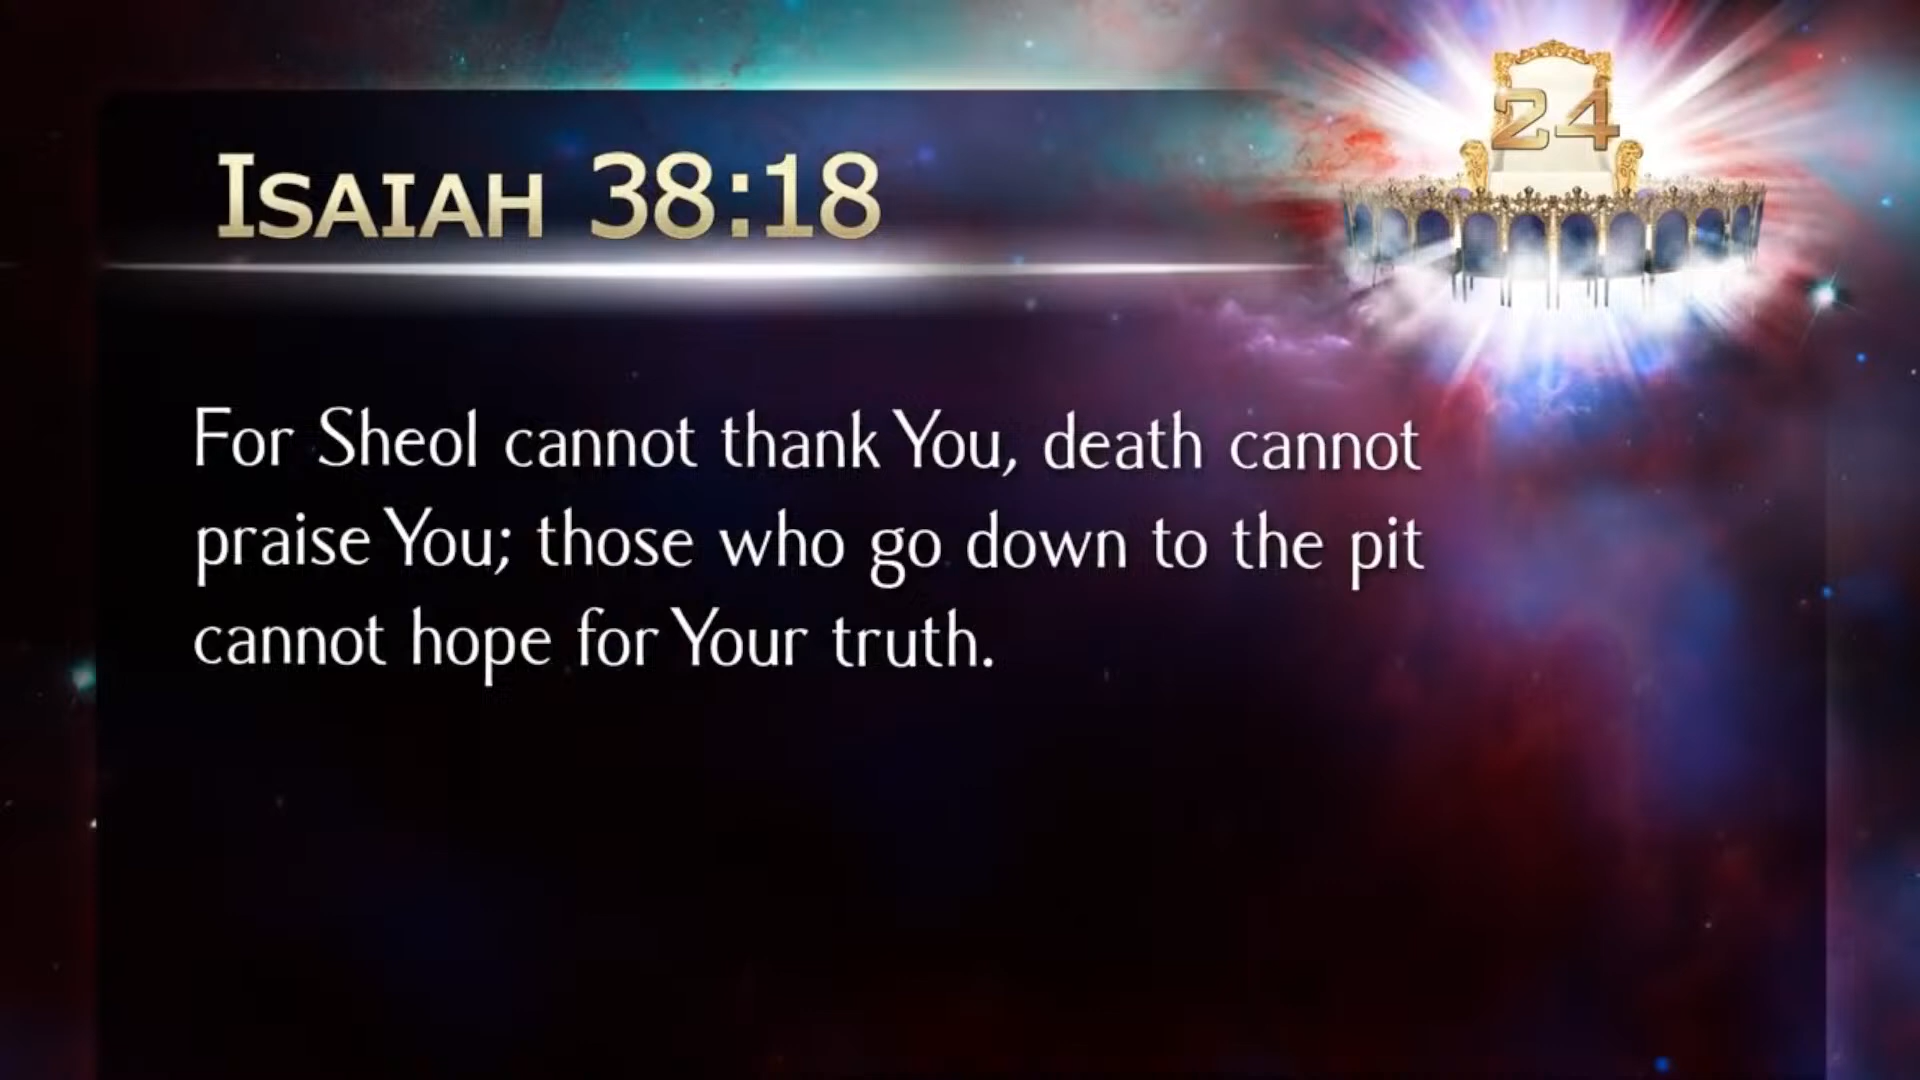 24
ISAIAH 38:18
For Sheol cannot thank You, death cannot
praise You; those who go down to the pit
cannot hope for Your truth.